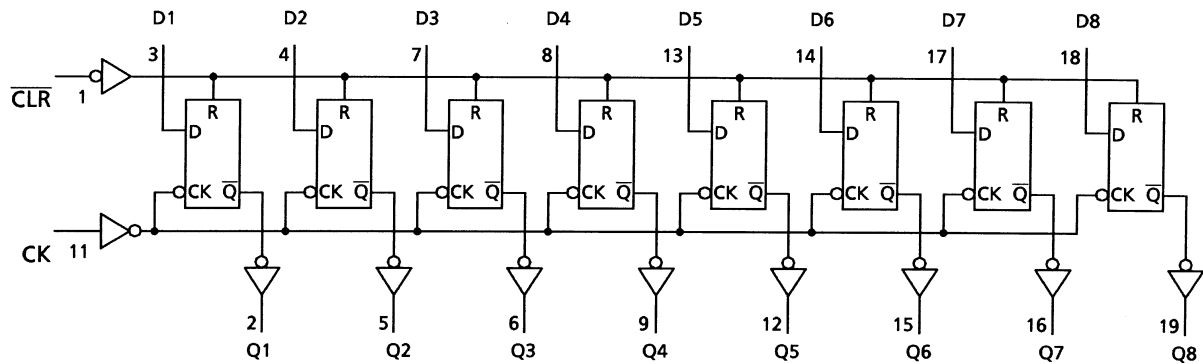 D1 D2 D3 D4 D5 D6 D7 D8
3 4 7 8 13 14 17 18
C̅L̅R̅ 1
R R R R R R R R
D D D D D D D D
CK Q̅ CK Q̅ CK Q̅ CK Q̅ CK Q̅ CK Q̅ CK Q̅ CK Q̅
CK 11
2 5 6 9 12 15 16 19
Q1 Q2 Q3 Q4 Q5 Q6 Q7 Q8